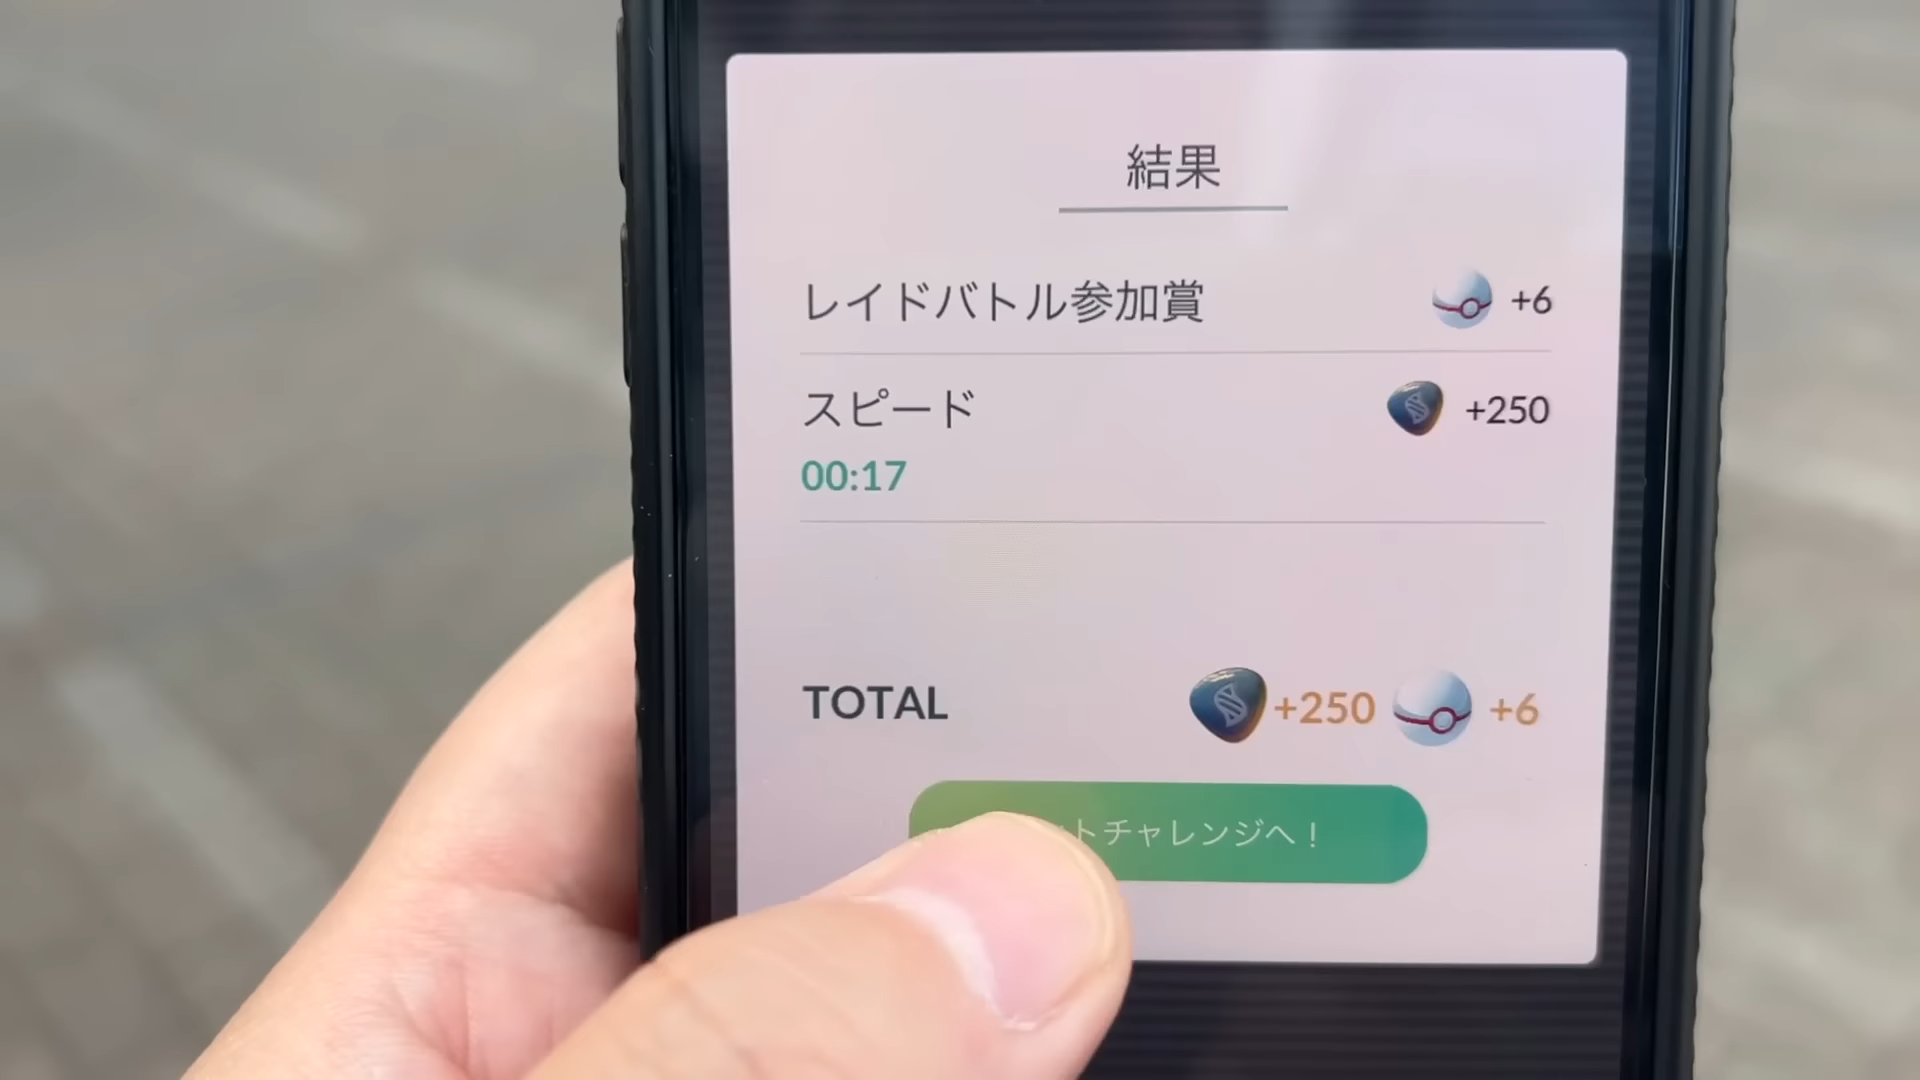 結果
レイドバトル参加賞 +6
スピード +250
00:17
TOTAL +250 +6
トチャレンジへ！